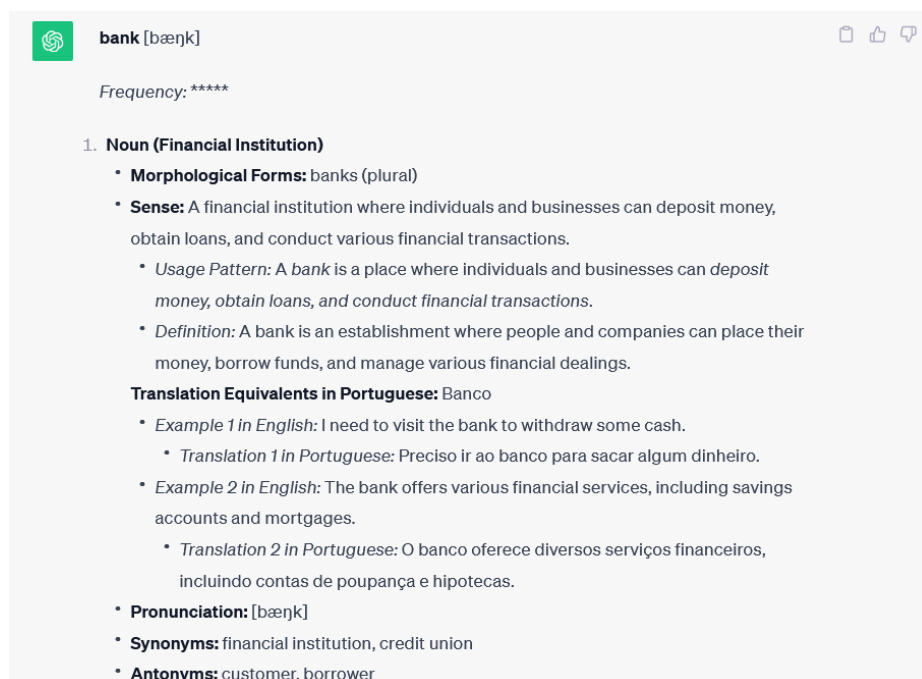 bank [bæŋk]
Frequency: *****
1. Noun (Financial Institution)
• Morphological Forms: banks (plural)
• Sense: A financial institution where individuals and businesses can deposit money,
obtain loans, and conduct various financial transactions.
• Usage Pattern: A bank is a place where individuals and businesses can deposit
money, obtain loans, and conduct financial transactions.
• Definition: A bank is an establishment where people and companies can place their
money, borrow funds, and manage various financial dealings.
Translation Equivalents in Portuguese: Banco
• Example 1 in English: I need to visit the bank to withdraw some cash.
• Translation 1 in Portuguese: Preciso ir ao banco para sacar algum dinheiro.
• Example 2 in English: The bank offers various financial services, including savings
accounts and mortgages.
• Translation 2 in Portuguese: O banco oferece diversos serviços financeiros,
incluindo contas de poupança e hipotecas.
• Pronunciation: [bæŋk]
• Synonyms: financial institution, credit union
• Antonyms: customer, borrower